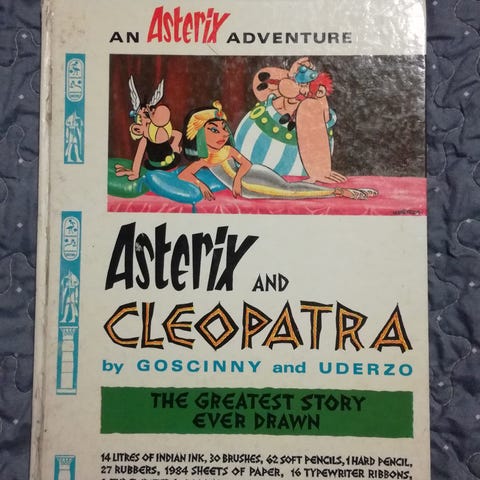 AN Asterix ADVENTURE
Asterix AND
CLEOPATRA
by GOSCINNY and UDERZO
THE GREATEST STORY
EVER DRAWN
14 LITRES OF INDIAN INK, 30 BRUSHES, 62 SOFT PENCILS, 1 HARD PENCIL,
27 RUBBERS, 1984 SHEETS OF PAPER, 16 TYPEWRITER RIBBONS,